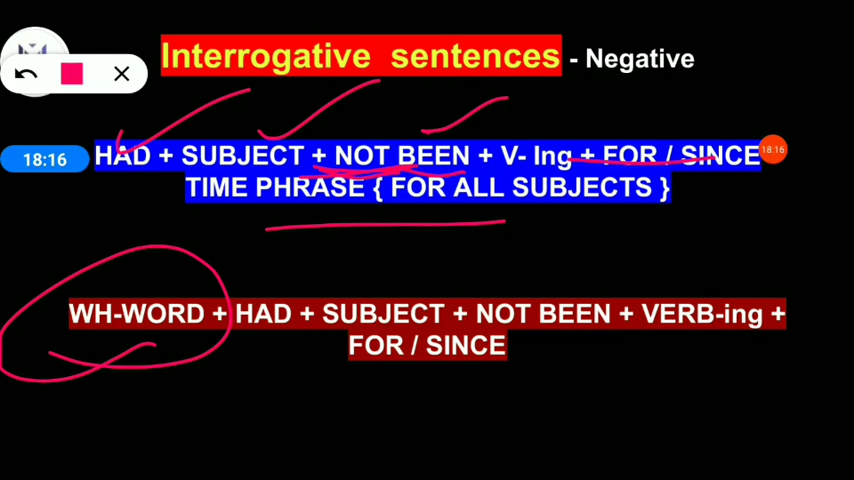 Interrogative sentences - Negative
18:16
HAD + SUBJECT + NOT BEEN + V- Ing + FOR / SINCE
18:16
TIME PHRASE { FOR ALL SUBJECTS }
WH-WORD + HAD + SUBJECT + NOT BEEN + VERB-ing +
FOR / SINCE